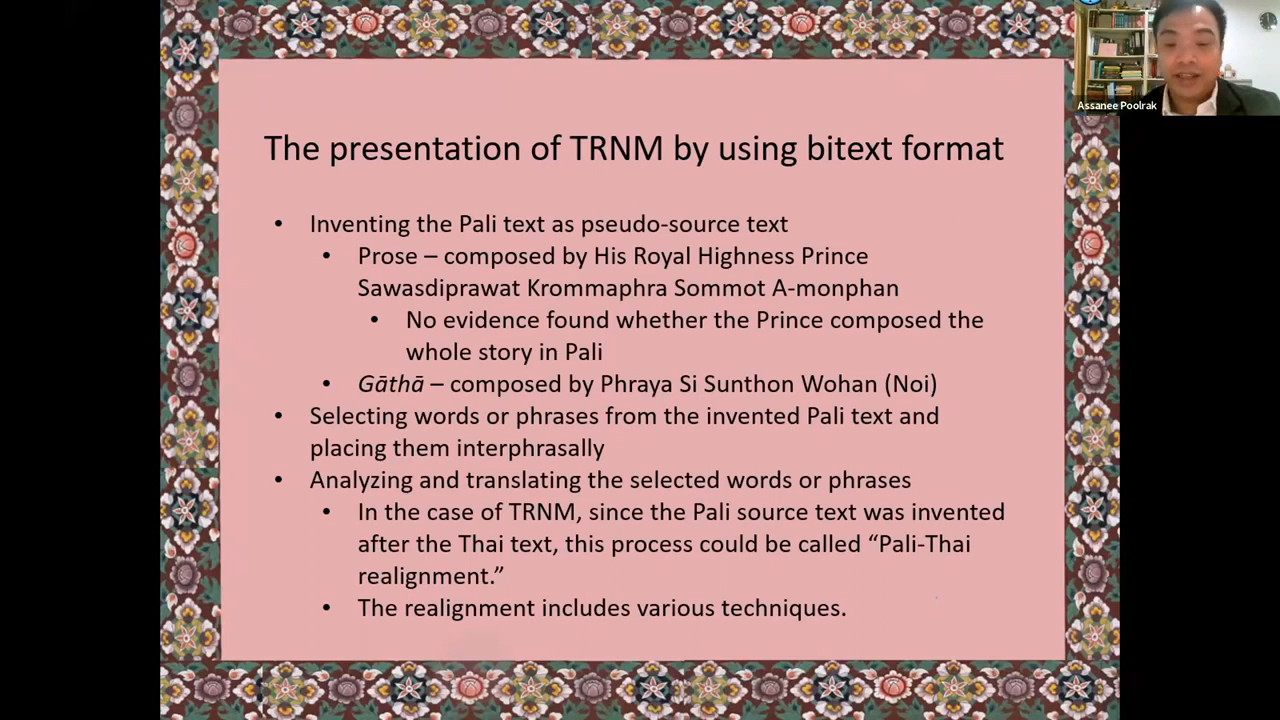 Assanee Poolrak
The presentation of TRNM by using bitext format
• Inventing the Pali text as pseudo-source text
• Prose – composed by His Royal Highness Prince
Sawasdiprawat Krommaphra Sommot A-monphan
• No evidence found whether the Prince composed the
whole story in Pali
• Gāthā – composed by Phraya Si Sunthon Wohan (Noi)
• Selecting words or phrases from the invented Pali text and
placing them interphrasally
• Analyzing and translating the selected words or phrases
• In the case of TRNM, since the Pali source text was invented
after the Thai text, this process could be called “Pali-Thai
realignment.”
• The realignment includes various techniques.